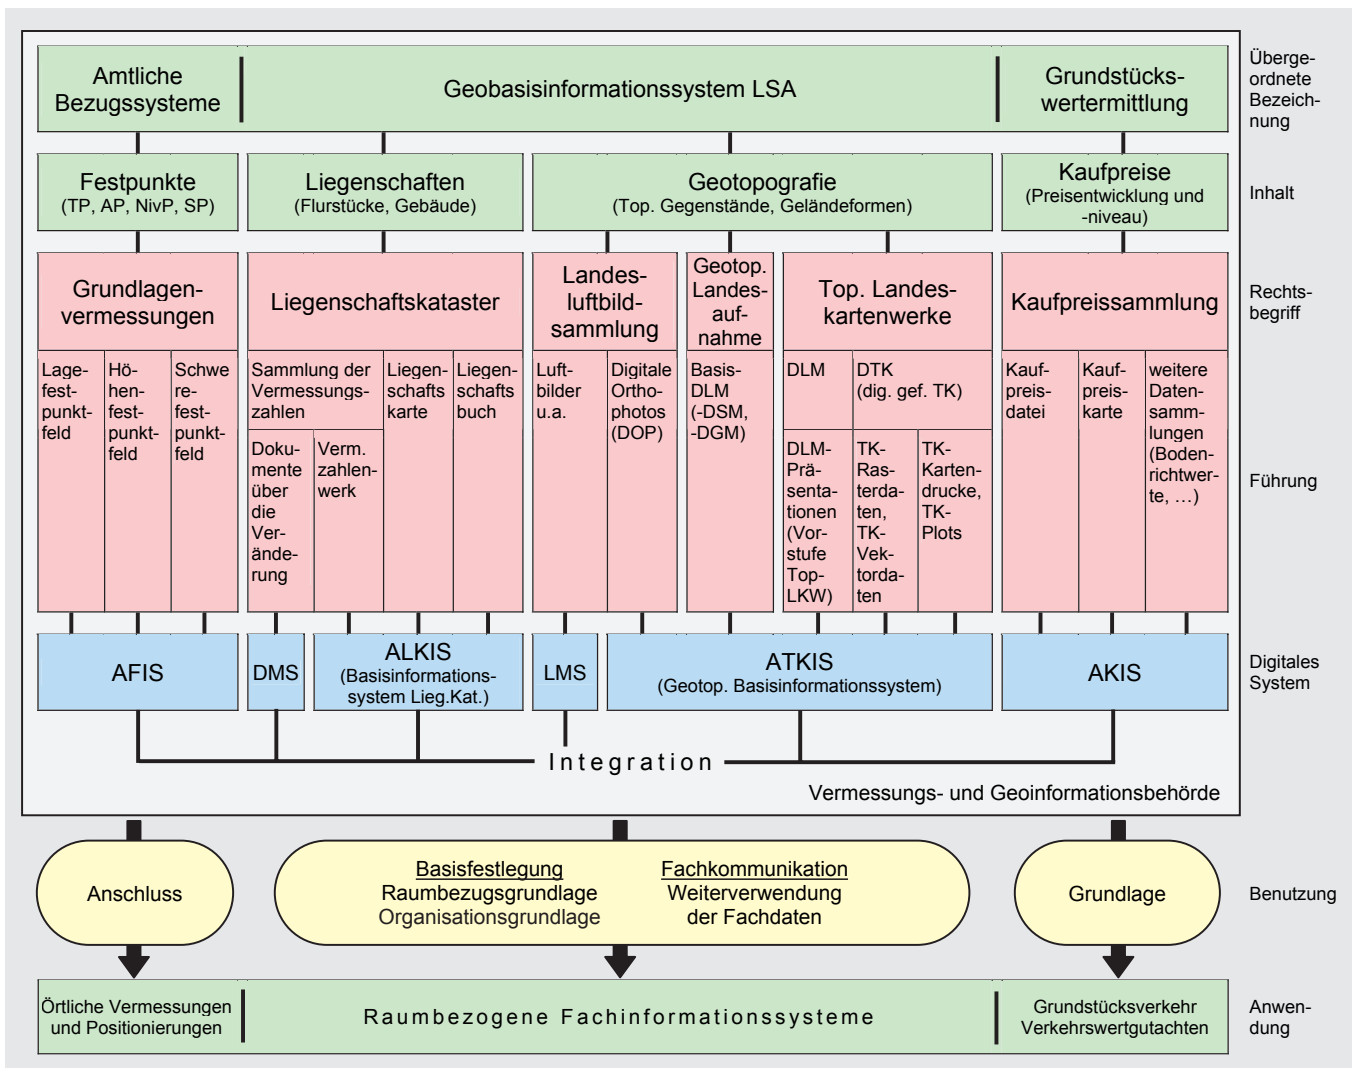 Amtliche
Bezugssysteme
Geobasisinformationssystem LSA
Grundstücks-
wertermittlung
Überge-
ordnete
Bezeich-
nung
Festpunkte
(TP, AP, NivP, SP)
Liegenschaften
(Flurstücke, Gebäude)
Geotopografie
(Top. Gegenstände, Geländeformen)
Kaufpreise
(Preisentwicklung und
-niveau)
Inhalt
Grundlagen-
vermessungen
Liegenschaftskataster
Landes-
luftbild-
sammlung
Geotop.
Landes-
auf-
nahme
Top. Landes-
kartenwerke
Kaufpreissammlung
Rechts-
begriff
Lage-
fest-
punkt-
feld
Hö-
hen-
fest-
punkt-
feld
Schwe
re-
fest-
punkt-
feld
Sammlung der
Vermessungs-
zahlen
Liegen-
schafts
karte
Liegen-
schafts
buch
Luft-
bilder
u.a.
Digitale
Ortho-
photos
(DOP)
Basis-
DLM
(-DSM,
-DGM)
DLM
DTK
(dig. gef. TK)
Kauf-
preis-
datei
Kauf-
preis-
karte
weitere
Daten-
samm-
lungen
(Boden-
richtwer-
te, …)
Doku-
mente
über
die
Ver-
ände-
rung
Verm.
zahlen-
werk
DLM-
Prä-
senta-
tionen
(Vor-
stufe
Top-
LKW)
TK-
Ras-
terda-
ten,
TK-
Vek-
torda-
ten
TK-
Karten-
drucke,
TK-
Plots
Führung
AFIS
DMS
ALKIS
(Basisinformations-
system Lieg.Kat.)
LMS
ATKIS
(Geotop. Basisinformationssystem)
AKIS
Digitales
System
Integration
Vermessungs- und Geoinformationsbehörde
Anschluss
Basisfestlegung
Raumbezugsgrundlage
Organisationsgrundlage
Fachkommunikation
Weiterverwendung
der Fachdaten
Grundlage
Benutzung
Örtliche Vermessungen
und Positionierungen
Raumbezogene Fachinformationssysteme
Grundstücksverkehr
Verkehrswertgutachten
Anwen-
dung